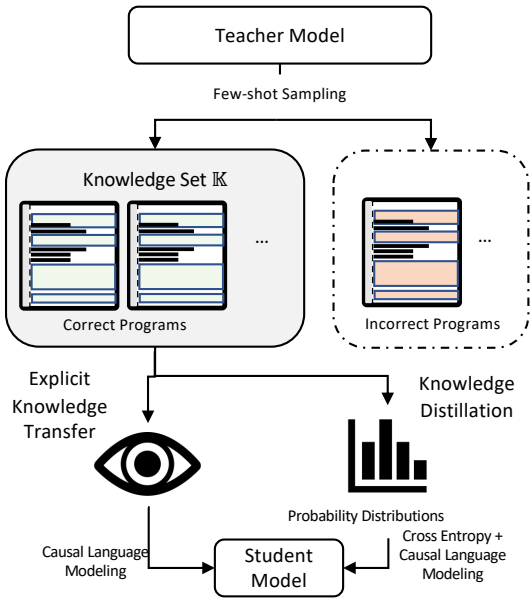 Teacher Model
Few-shot Sampling
Knowledge Set 𝕂
...
...
Correct Programs
Incorrect Programs
Explicit
Knowledge
Transfer
Knowledge
Distillation
Probability Distributions
Causal Language
Modeling
Student
Model
Cross Entropy +
Causal Language
Modeling